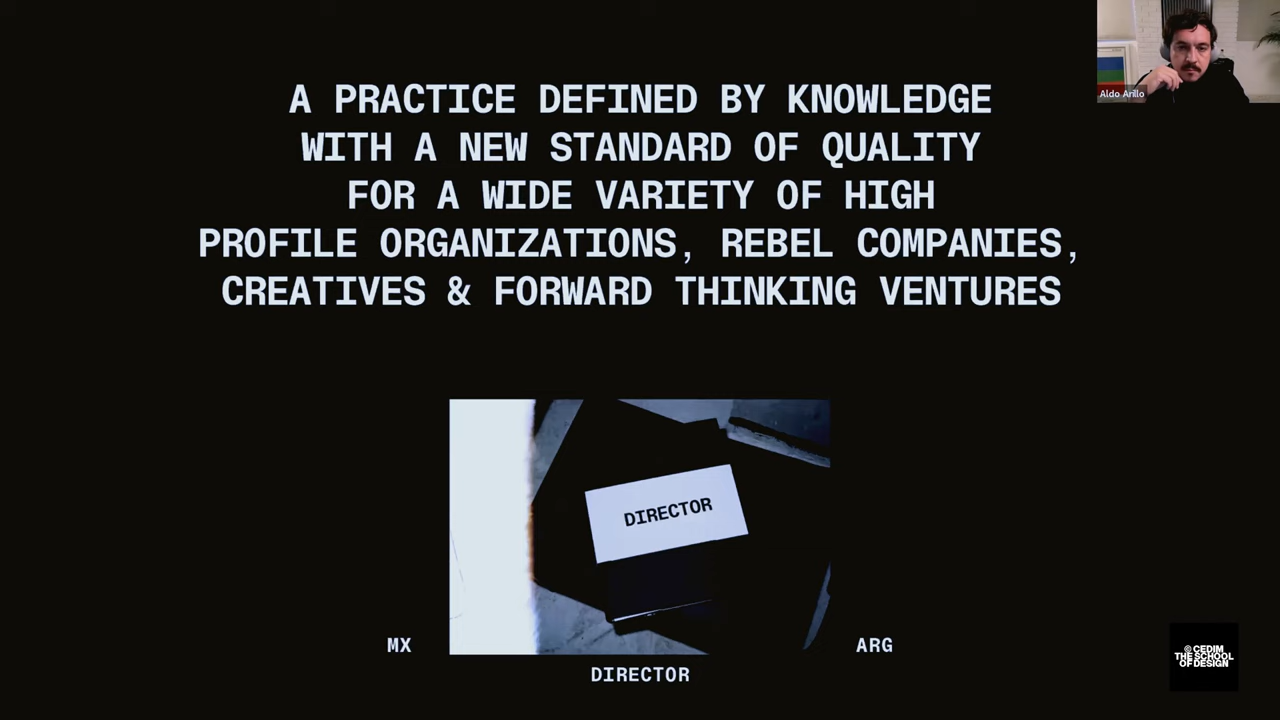 A PRACTICE DEFINED BY KNOWLEDGE
WITH A NEW STANDARD OF QUALITY
FOR A WIDE VARIETY OF HIGH
PROFILE ORGANIZATIONS, REBEL COMPANIES,
CREATIVES & FORWARD THINKING VENTURES
Aldo Arillo
DIRECTOR
MX
ARG
DIRECTOR
@CEDIM
THE SCHOOL
OF DESIGN